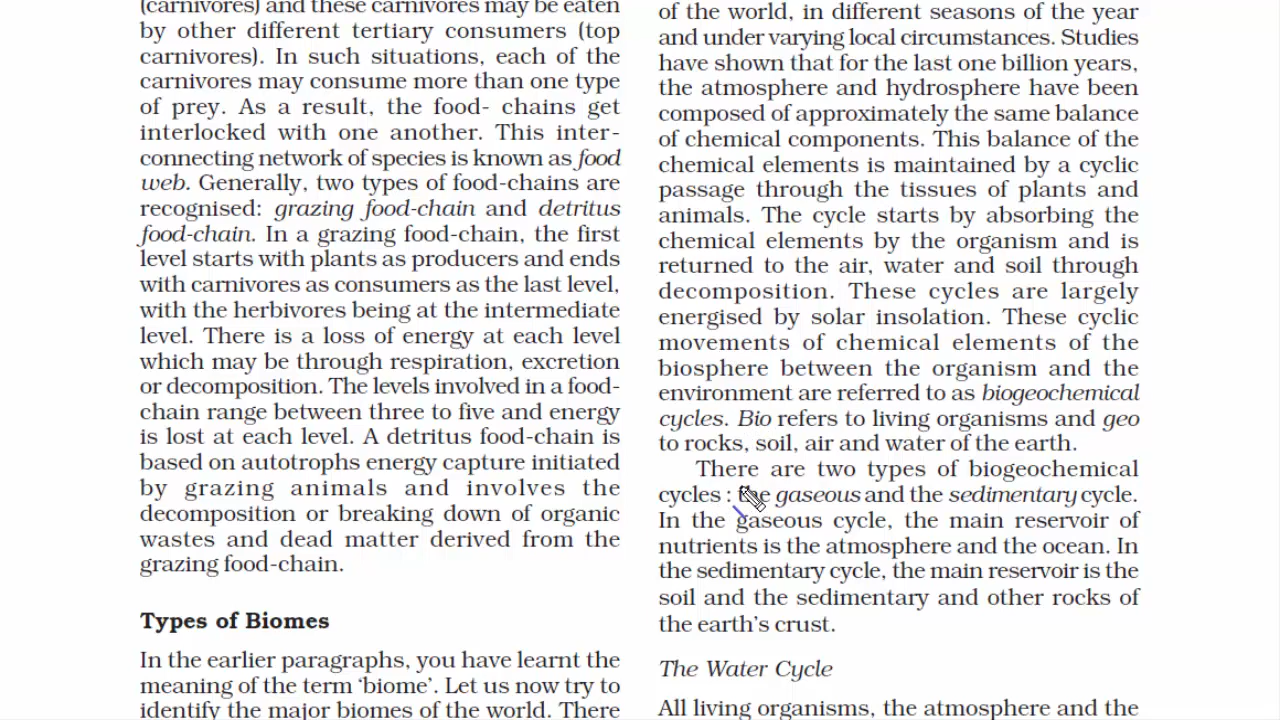 (carnivores) and these carnivores may be eaten
by other different tertiary consumers (top
carnivores). In such situations, each of the
carnivores may consume more than one type
of prey. As a result, the food- chains get
interlocked with one another. This inter-
connecting network of species is known as food
web. Generally, two types of food-chains are
recognised: grazing food-chain and detritus
food-chain. In a grazing food-chain, the first
level starts with plants as producers and ends
with carnivores as consumers as the last level,
with the herbivores being at the intermediate
level. There is a loss of energy at each level
which may be through respiration, excretion
or decomposition. The levels involved in a food-
chain range between three to five and energy
is lost at each level. A detritus food-chain is
based on autotrophs energy capture initiated
by grazing animals and involves the
decomposition or breaking down of organic
wastes and dead matter derived from the
grazing food-chain.
Types of Biomes
In the earlier paragraphs, you have learnt the
meaning of the term ‘biome’. Let us now try to
identify the major biomes of the world. There
of the world, in different seasons of the year
and under varying local circumstances. Studies
have shown that for the last one billion years,
the atmosphere and hydrosphere have been
composed of approximately the same balance
of chemical components. This balance of the
chemical elements is maintained by a cyclic
passage through the tissues of plants and
animals. The cycle starts by absorbing the
chemical elements by the organism and is
returned to the air, water and soil through
decomposition. These cycles are largely
energised by solar insolation. These cyclic
movements of chemical elements of the
biosphere between the organism and the
environment are referred to as biogeochemical
cycles. Bio refers to living organisms and geo
to rocks, soil, air and water of the earth.
There are two types of biogeochemical
cycles : the gaseous and the sedimentary cycle.
In the gaseous cycle, the main reservoir of
nutrients is the atmosphere and the ocean. In
the sedimentary cycle, the main reservoir is the
soil and the sedimentary and other rocks of
the earth’s crust.
The Water Cycle
All living organisms, the atmosphere and the